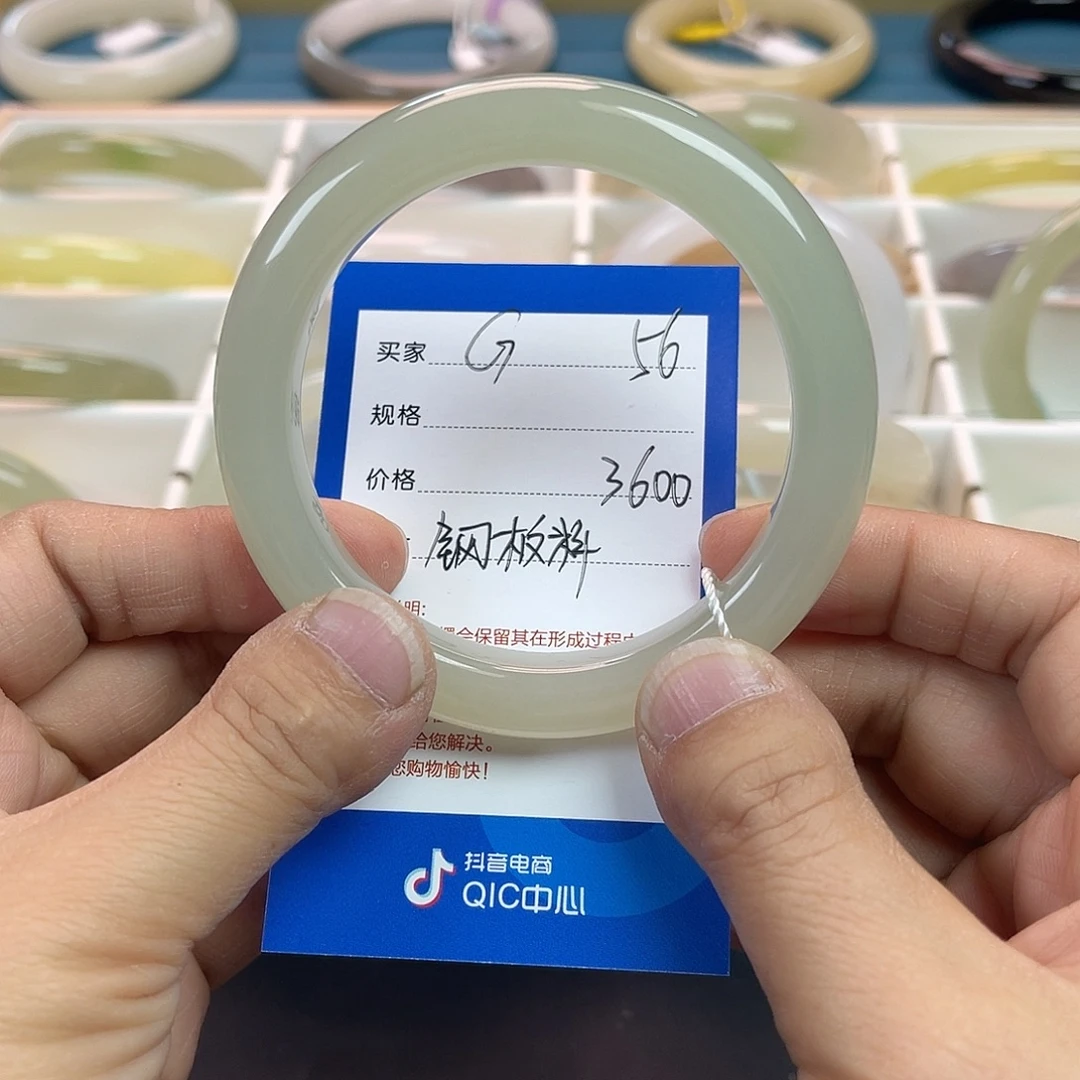 买家 G 56
规格
价格 3600
钢板料
明:
会保留其在形成过程
给您解决。
您购物愉快!
抖音电商
QIC中心